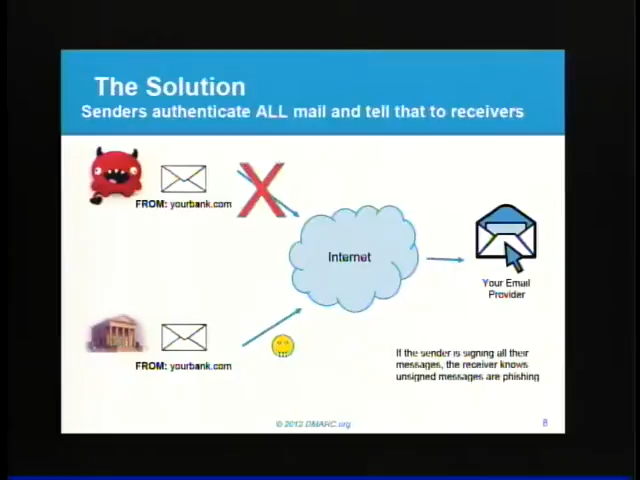 The Solution
Senders authenticate ALL mail and tell that to receivers
FROM: yourbank.com
Internet
Your Email
Provider
FROM: yourbank.com
If the sender is signing all their
messages, the receiver knows
unsigned messages are phishing
© 2012 DMARC.org
8